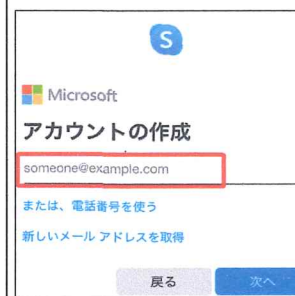 S
Microsoft
アカウントの作成
someone@example.com
または、電話番号を使う
新しいメール アドレスを取得
戻る
次へ